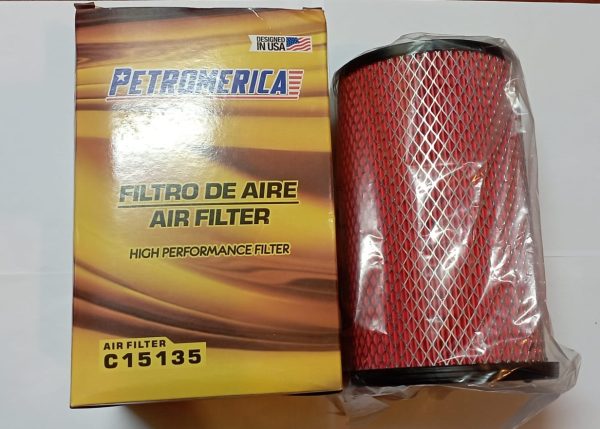 DESIGNED
IN USA
PETROMERICA
FILTRO DE AIRE
AIR FILTER
HIGH PERFORMANCE FILTER
AIR FILTER
C15135